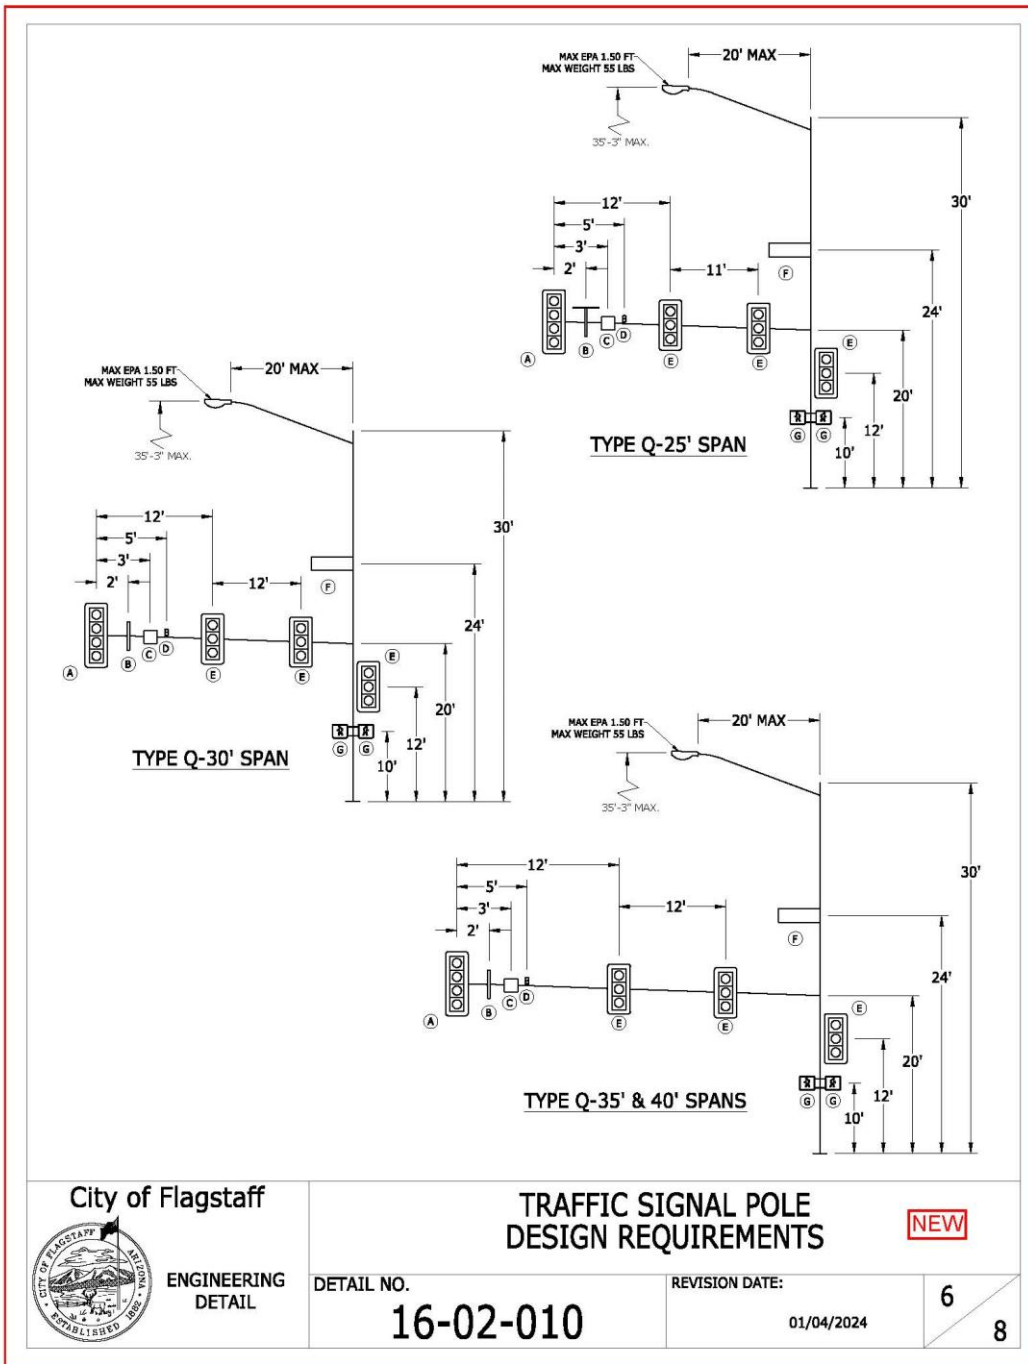 MAX EPA 1.50 FT
MAX WEIGHT 55 LBS
20' MAX
35'-3" MAX.
30'
12'
5'
3'
2'
11'
F
24'
A
B
C
D
E
E
E
20'
12'
G G
10'
TYPE Q-25' SPAN
MAX EPA 1.50 FT
MAX WEIGHT 55 LBS
20' MAX
35'-3" MAX.
30'
12'
5'
3'
2'
12'
F
24'
A
B
C
D
E
E
E
20'
12'
G G
10'
TYPE Q-30' SPAN
MAX EPA 1.50 FT
MAX WEIGHT 55 LBS
20' MAX
35'-3" MAX.
30'
12'
5'
3'
2'
12'
F
24'
A
B
C
D
E
E
E
20'
12'
G G
10'
TYPE Q-35' & 40' SPANS
City of Flagstaff
CITY OF FLAGSTAFF ARIZONA
ESTABLISHED 1882
ENGINEERING
DETAIL
TRAFFIC SIGNAL POLE
DESIGN REQUIREMENTS
NEW
DETAIL NO.
16-02-010
REVISION DATE:
01/04/2024
6
8